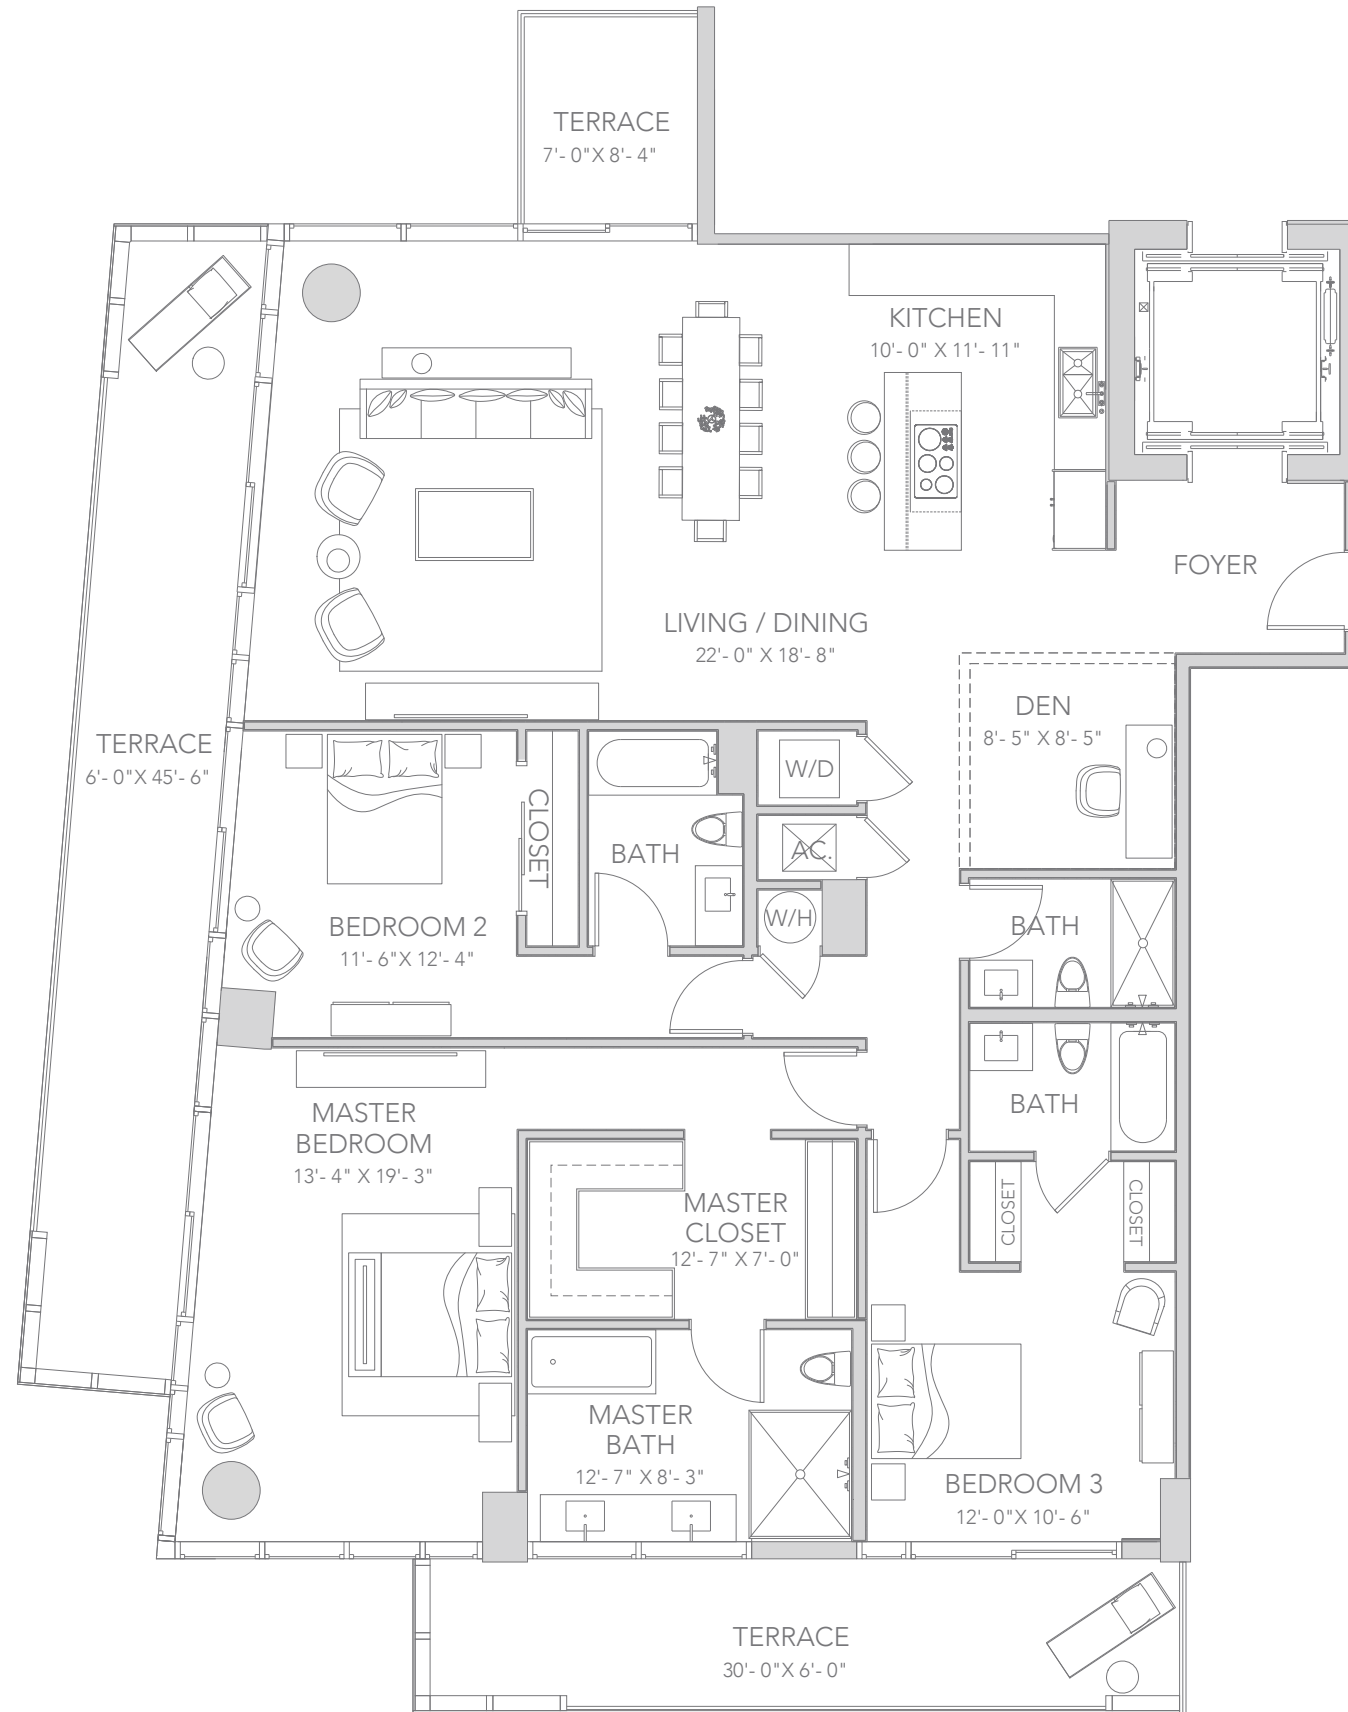 TERRACE
7'- 0"X 8'- 4"
KITCHEN
10'- 0" X 11'- 11"
FOYER
LIVING / DINING
22'- 0" X 18'- 8"
DEN
8'- 5" X 8'- 5"
TERRACE
6'- 0"X 45'- 6"
W/D
CLOSET
BATH
AC.
BEDROOM 2
11'- 6"X 12'- 4"
W/H
BATH
BATH
MASTER
BEDROOM
13'- 4" X 19'- 3"
MASTER
CLOSET
12'- 7" X 7'- 0"
CLOSET
CLOSET
MASTER
BATH
12'- 7" X 8'- 3"
BEDROOM 3
12'- 0"X 10'- 6"
TERRACE
30'- 0"X 6'- 0"